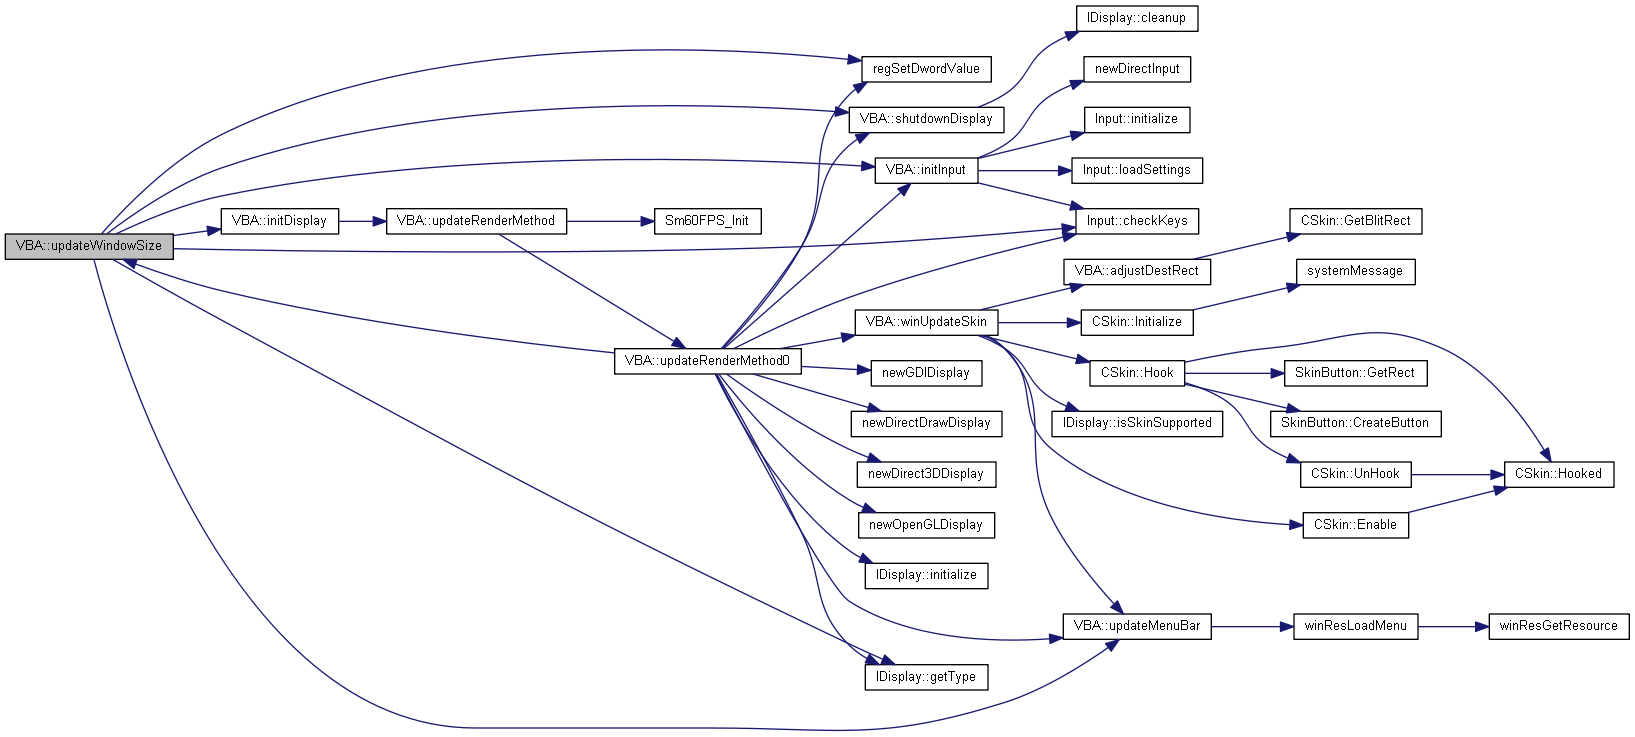 IDisplay::cleanup
regSetDwordValue
newDirectInput
VBA::shutdownDisplay
Input::initialize
VBA::initInput
Input::loadSettings
VBA::initDisplay
VBA::updateRenderMethod
Sm60FPS_Init
Input::checkKeys
CSkin::GetBlitRect
VBA::updateWindowSize
VBA::adjustDestRect
systemMessage
VBA::winUpdateSkin
CSkin::Initialize
VBA::updateRenderMethod0
newGDIDisplay
CSkin::Hook
SkinButton::GetRect
newDirectDrawDisplay
IDisplay::isSkinSupported
SkinButton::CreateButton
newDirect3DDisplay
CSkin::UnHook
CSkin::Hooked
newOpenGLDisplay
CSkin::Enable
IDisplay::initialize
VBA::updateMenuBar
winResLoadMenu
winResGetResource
IDisplay::getType